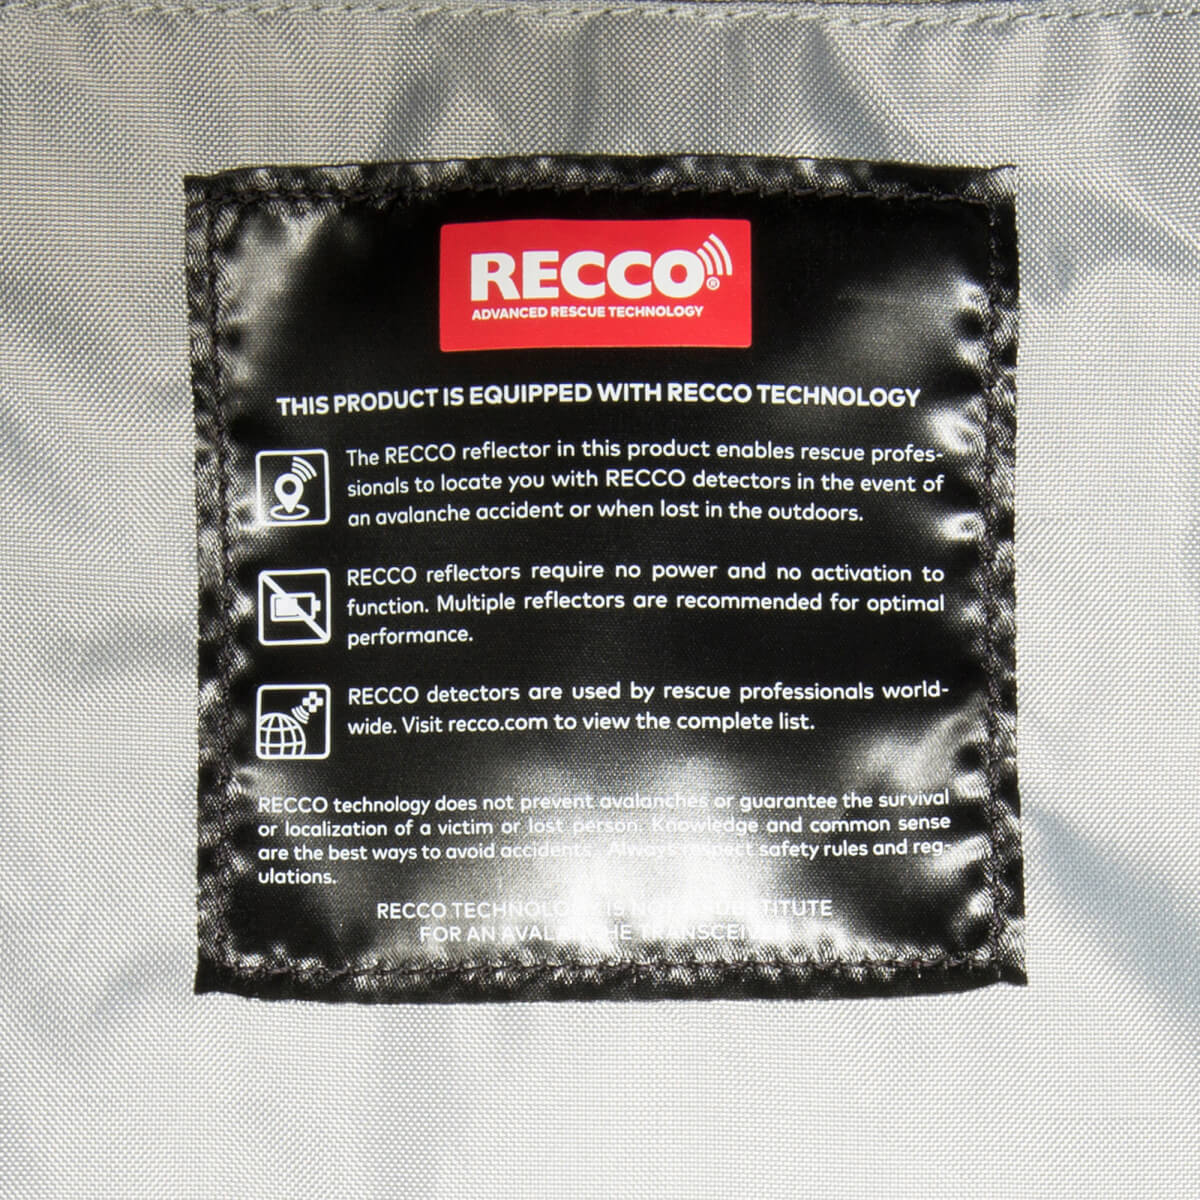 RECCO®
ADVANCED RESCUE TECHNOLOGY
THIS PRODUCT IS EQUIPPED WITH RECCO TECHNOLOGY
The RECCO reflector in this product enables rescue profes-
sionals to locate you with RECCO detectors in the event of
an avalanche accident or when lost in the outdoors.
RECCO reflectors require no power and no activation to
function. Multiple reflectors are recommended for optimal
performance.
RECCO detectors are used by rescue professionals world-
wide. Visit recco.com to view the complete list.
RECCO technology does not prevent avalanches or guarantee the survival
or localization of a victim or lost person. Knowledge and common sense
are the best ways to avoid accidents. Always respect safety rules and reg-
ulations.
RECCO TECHNOLOGY IS NOT A SUBSTITUTE
FOR AN AVALANCHE TRANSCEIVER